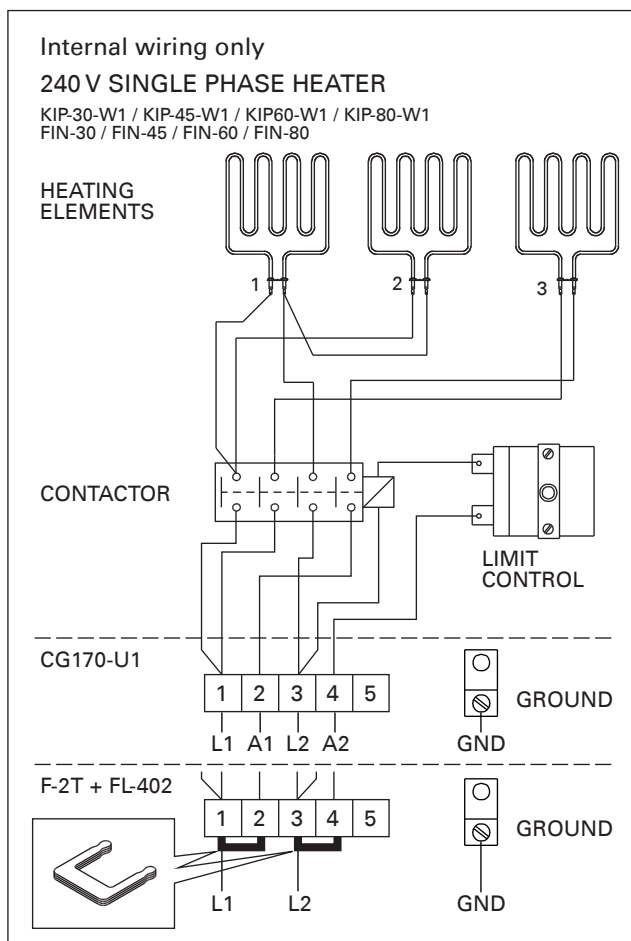 Internal wiring only
240 V SINGLE PHASE HEATER
KIP-30-W1 / KIP-45-W1 / KIP60-W1 / KIP-80-W1
FIN-30 / FIN-45 / FIN-60 / FIN-80
HEATING
ELEMENTS
1 2 3
CONTACTOR
LIMIT
CONTROL
CG170-U1
1 2 3 4 5
GROUND
L1 A1 L2 A2 GND
F-2T + FL-402
1 2 3 4 5
GROUND
L1 L2 GND